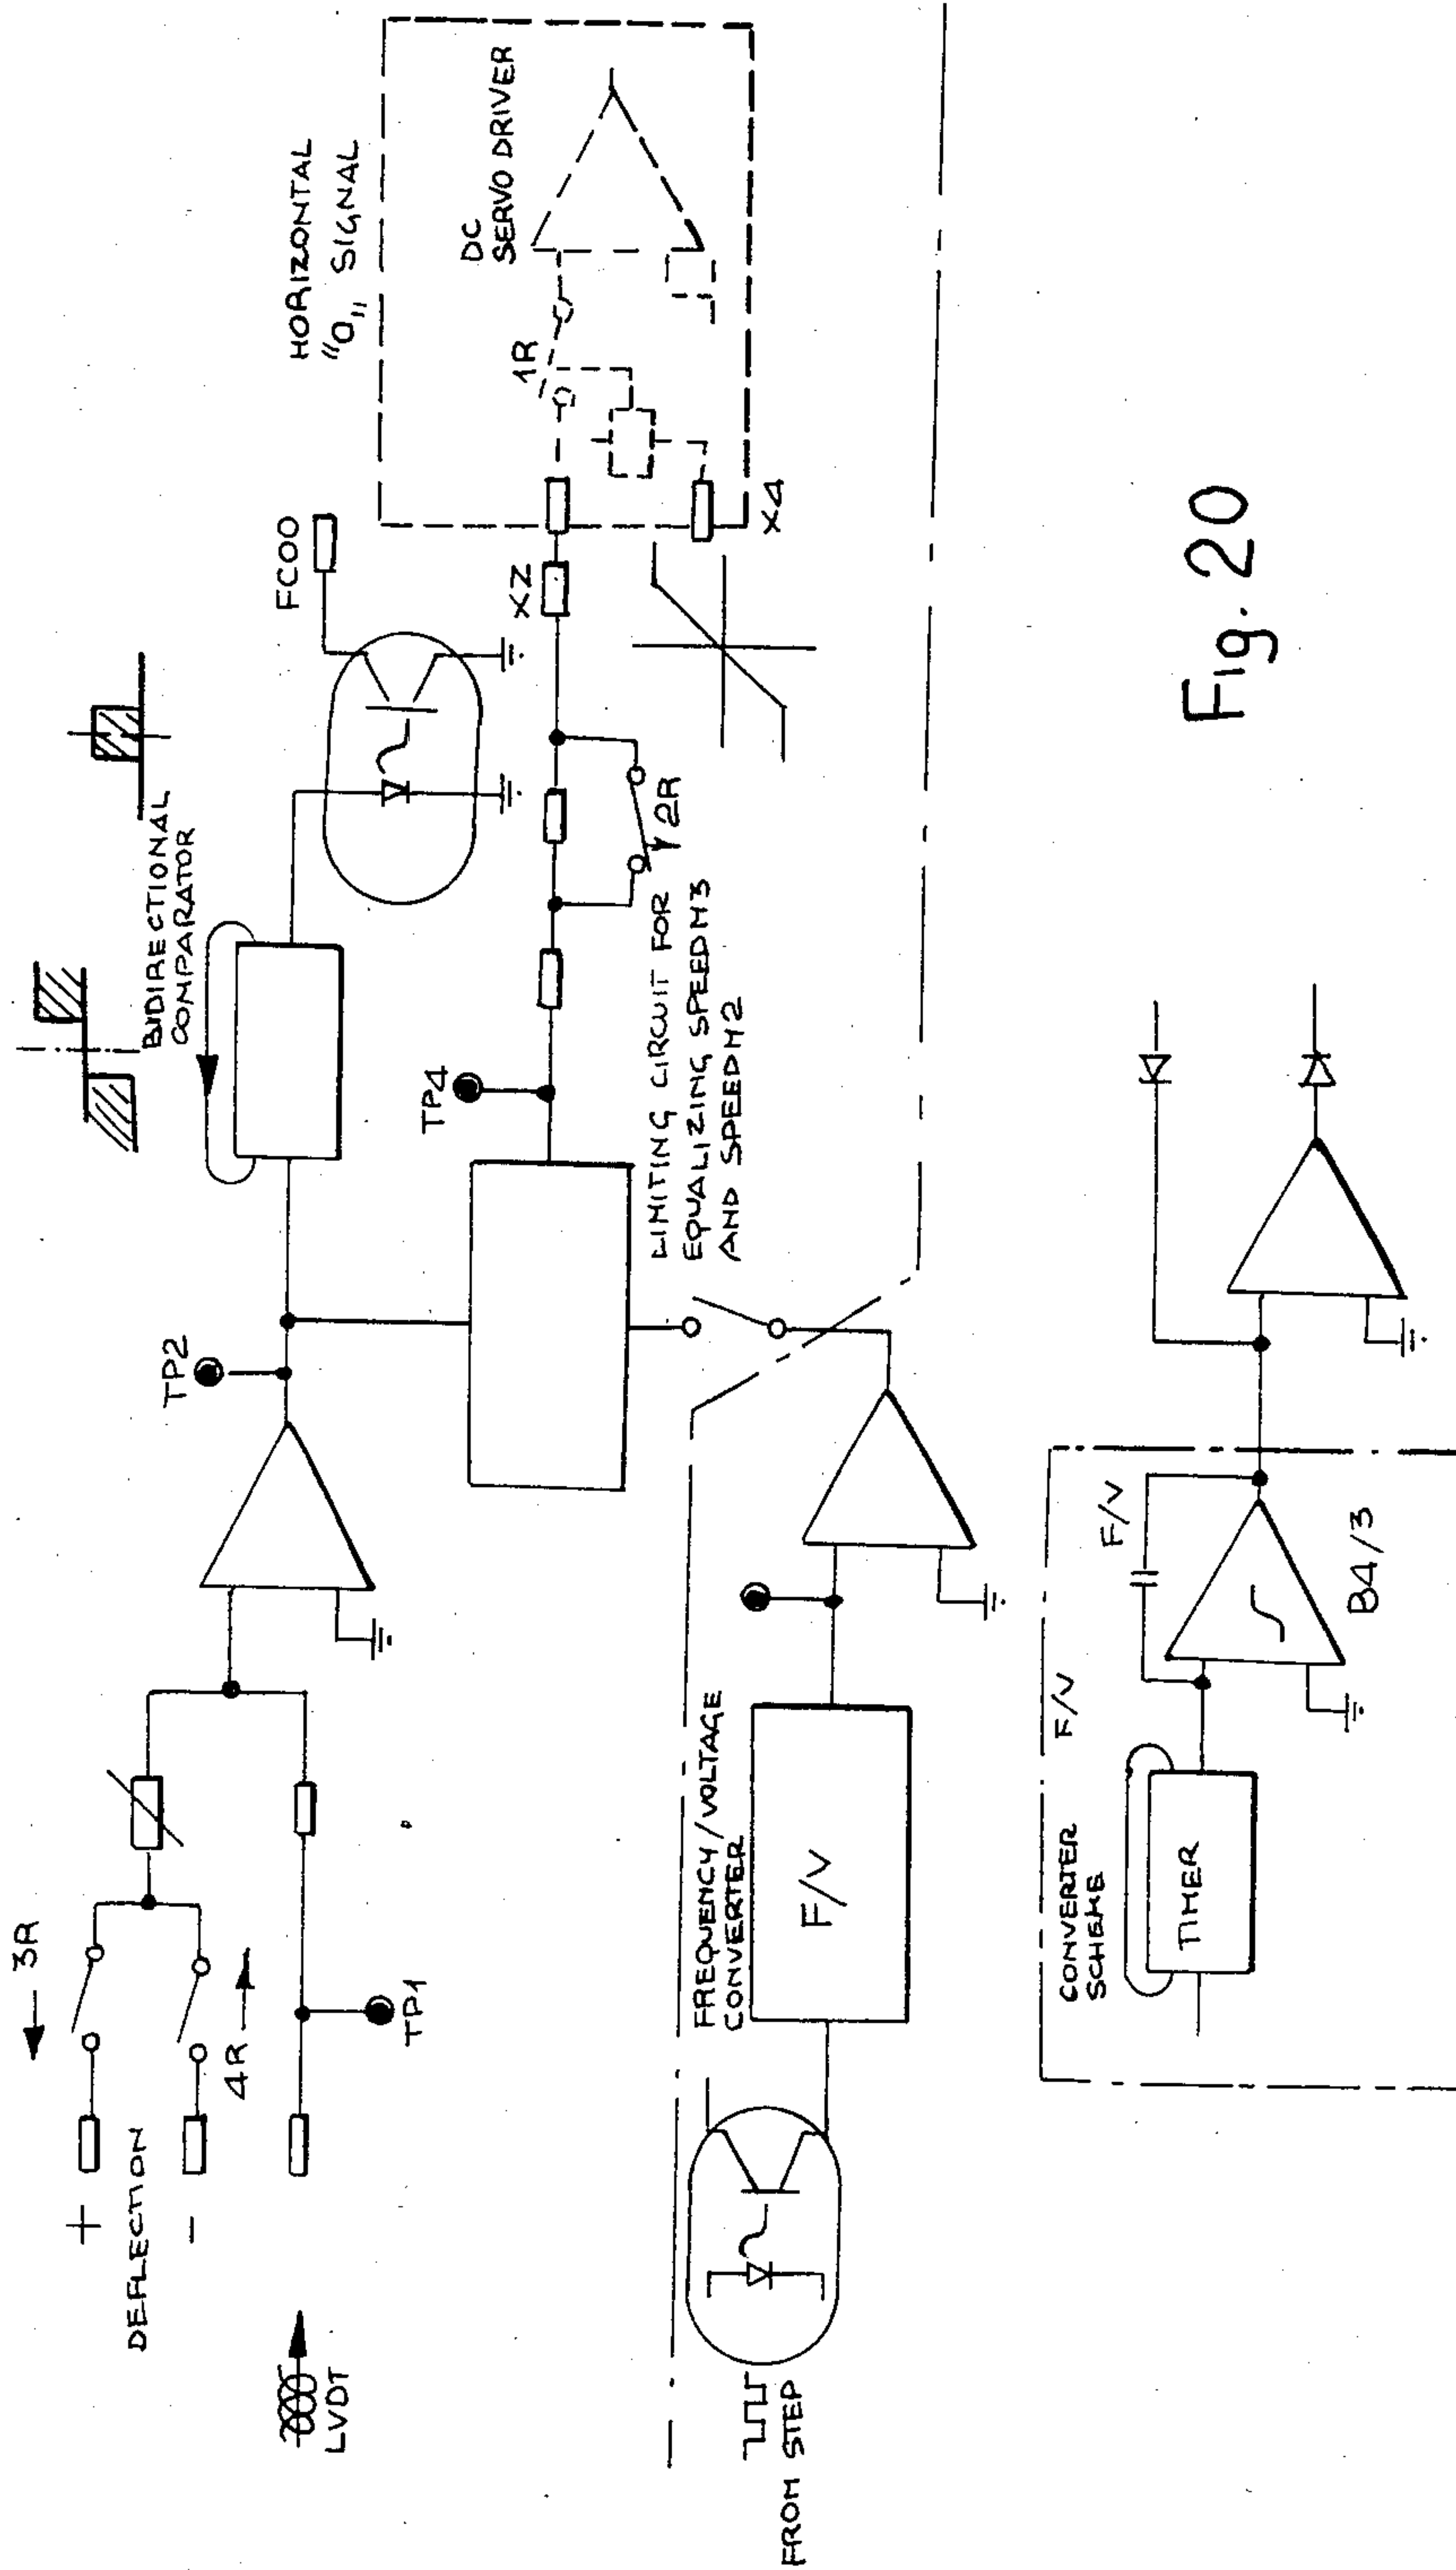 3R
+
DEFLECTION
-
4R
LVDT
TP1
TP2
BIDIRECTIONAL
COMPARATOR
FC00
HORIZONTAL
"O,, SIGNAL
DC
SERVO DRIVER
1R
XZ
X4
TP4
2R
LIMITING CIRCUIT FOR
EQUALIZING SPEED M3
AND SPEED M2
FREQUENCY/VOLTAGE
CONVERTER
F/V
FROM STEP
CONVERTER F/V
SCHEME
TIMER
F/V
B4/3
Fig. 20